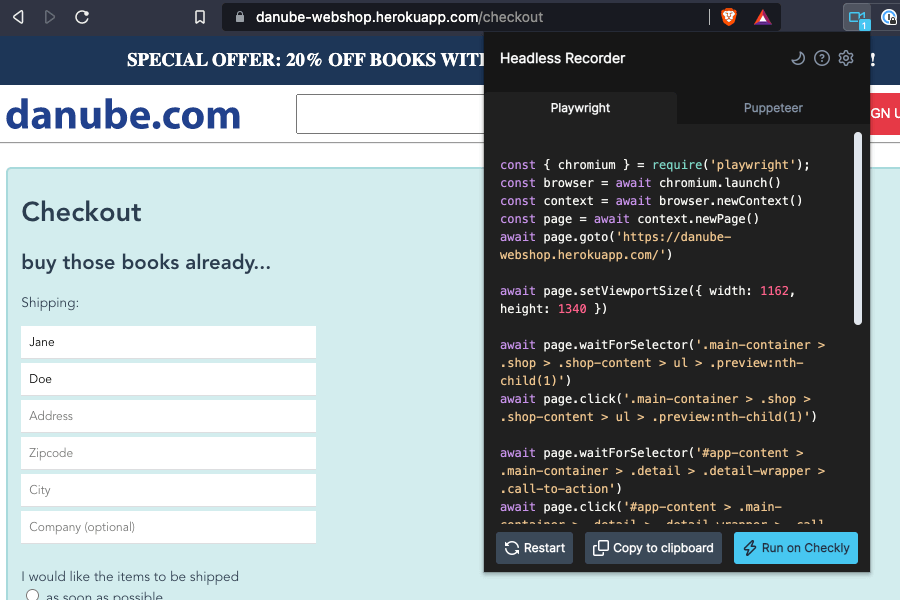 danube-webshop.herokuapp.com/checkout
1
SPECIAL OFFER: 20% OFF BOOKS
!
danube.com
Checkout
buy those books already...
Shipping:
Jane
Doe
Address
Zipcode
City
Company (optional)
I would like the items to be shipped
as soon as possible
Headless Recorder
Playwright
Puppeteer
const { chromium } = require('playwright');
const browser = await chromium.launch()
const context = await browser.newContext()
const page = await context.newPage()
await page.goto('https://danube-
webshop.herokuapp.com/')
await page.setViewportSize({ width: 1162,
height: 1340 })
await page.waitForSelector('.main-container >
.shop > .shop-content > ul > .preview:nth-
child(1)')
await page.click('.main-container > .shop >
.shop-content > ul > .preview:nth-child(1)')
await page.waitForSelector('#app-content >
.main-container > .detail > .detail-wrapper >
.call-to-action')
await page.click('#app-content > .main-
container > .detail > .detail-wrapper > .call
Restart
Copy to clipboard
Run on Checkly